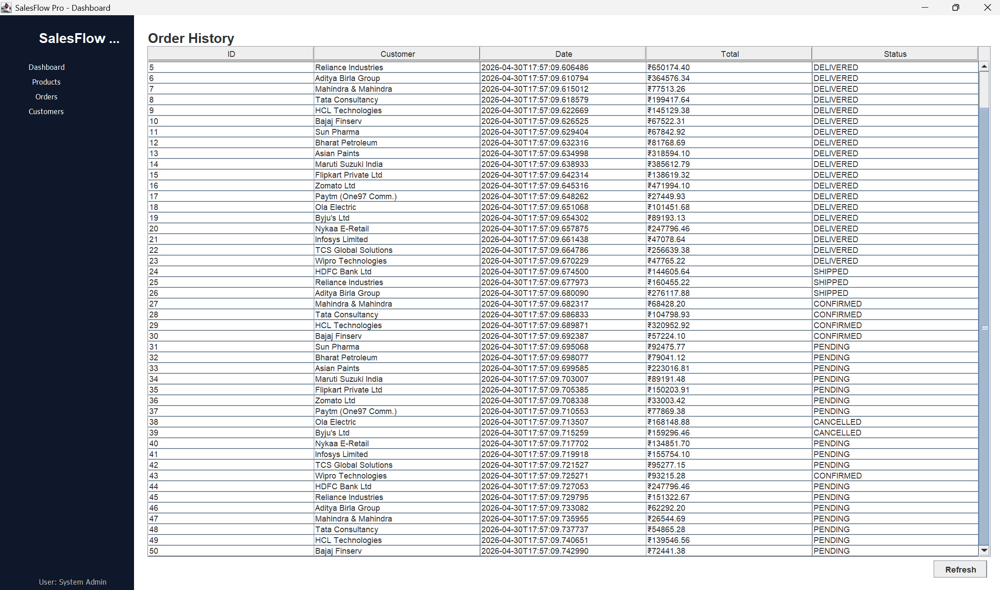 SalesFlow Pro - Dashboard
SalesFlow ...
Dashboard
Products
Orders
Customers
User: System Admin
Order History
ID Customer Date Total Status
5 Reliance Industries 2026-04-30T17:57:09.606486 ₹650174.40 DELIVERED
6 Aditya Birla Group 2026-04-30T17:57:09.610794 ₹364576.34 DELIVERED
7 Mahindra & Mahindra 2026-04-30T17:57:09.615012 ₹77513.26 DELIVERED
8 Tata Consultancy 2026-04-30T17:57:09.618579 ₹199417.64 DELIVERED
9 HCL Technologies 2026-04-30T17:57:09.622669 ₹145129.38 DELIVERED
10 Bajaj Finserv 2026-04-30T17:57:09.626525 ₹67522.31 DELIVERED
11 Sun Pharma 2026-04-30T17:57:09.629404 ₹67842.92 DELIVERED
12 Bharat Petroleum 2026-04-30T17:57:09.632316 ₹81768.69 DELIVERED
13 Asian Paints 2026-04-30T17:57:09.634998 ₹318594.10 DELIVERED
14 Maruti Suzuki India 2026-04-30T17:57:09.638933 ₹385612.79 DELIVERED
15 Flipkart Private Ltd 2026-04-30T17:57:09.642314 ₹138619.32 DELIVERED
16 Zomato Ltd 2026-04-30T17:57:09.645316 ₹471994.10 DELIVERED
17 Paytm (One97 Comm.) 2026-04-30T17:57:09.648262 ₹27449.93 DELIVERED
18 Ola Electric 2026-04-30T17:57:09.651068 ₹101451.68 DELIVERED
19 Byju's Ltd 2026-04-30T17:57:09.654302 ₹89193.13 DELIVERED
20 Nykaa E-Retail 2026-04-30T17:57:09.657875 ₹247796.46 DELIVERED
21 Infosys Limited 2026-04-30T17:57:09.661438 ₹47078.64 DELIVERED
22 TCS Global Solutions 2026-04-30T17:57:09.664786 ₹256639.38 DELIVERED
23 Wipro Technologies 2026-04-30T17:57:09.670229 ₹47765.22 DELIVERED
24 HDFC Bank Ltd 2026-04-30T17:57:09.674500 ₹144605.64 SHIPPED
25 Reliance Industries 2026-04-30T17:57:09.677973 ₹160455.22 SHIPPED
26 Aditya Birla Group 2026-04-30T17:57:09.680090 ₹276117.88 SHIPPED
27 Mahindra & Mahindra 2026-04-30T17:57:09.682317 ₹68428.20 CONFIRMED
28 Tata Consultancy 2026-04-30T17:57:09.686833 ₹104798.93 CONFIRMED
29 HCL Technologies 2026-04-30T17:57:09.689871 ₹320952.92 CONFIRMED
30 Bajaj Finserv 2026-04-30T17:57:09.692387 ₹57224.10 CONFIRMED
31 Sun Pharma 2026-04-30T17:57:09.695068 ₹92475.77 PENDING
32 Bharat Petroleum 2026-04-30T17:57:09.698077 ₹79041.12 PENDING
33 Asian Paints 2026-04-30T17:57:09.699585 ₹223016.81 PENDING
34 Maruti Suzuki India 2026-04-30T17:57:09.703007 ₹89191.48 PENDING
35 Flipkart Private Ltd 2026-04-30T17:57:09.705385 ₹150203.91 PENDING
36 Zomato Ltd 2026-04-30T17:57:09.708338 ₹33003.42 PENDING
37 Paytm (One97 Comm.) 2026-04-30T17:57:09.710553 ₹77869.38 PENDING
38 Ola Electric 2026-04-30T17:57:09.713507 ₹168148.88 CANCELLED
39 Byju's Ltd 2026-04-30T17:57:09.715259 ₹159296.46 CANCELLED
40 Nykaa E-Retail 2026-04-30T17:57:09.717702 ₹134851.70 PENDING
41 Infosys Limited 2026-04-30T17:57:09.719918 ₹155754.10 PENDING
42 TCS Global Solutions 2026-04-30T17:57:09.721527 ₹95277.15 PENDING
43 Wipro Technologies 2026-04-30T17:57:09.725271 ₹93215.28 CONFIRMED
44 HDFC Bank Ltd 2026-04-30T17:57:09.727053 ₹247796.46 PENDING
45 Reliance Industries 2026-04-30T17:57:09.729795 ₹151322.67 PENDING
46 Aditya Birla Group 2026-04-30T17:57:09.733082 ₹62292.20 PENDING
47 Mahindra & Mahindra 2026-04-30T17:57:09.735955 ₹26544.69 PENDING
48 Tata Consultancy 2026-04-30T17:57:09.737737 ₹54865.28 PENDING
49 HCL Technologies 2026-04-30T17:57:09.740651 ₹139546.56 PENDING
50 Bajaj Finserv 2026-04-30T17:57:09.742990 ₹72441.38 PENDING
Refresh